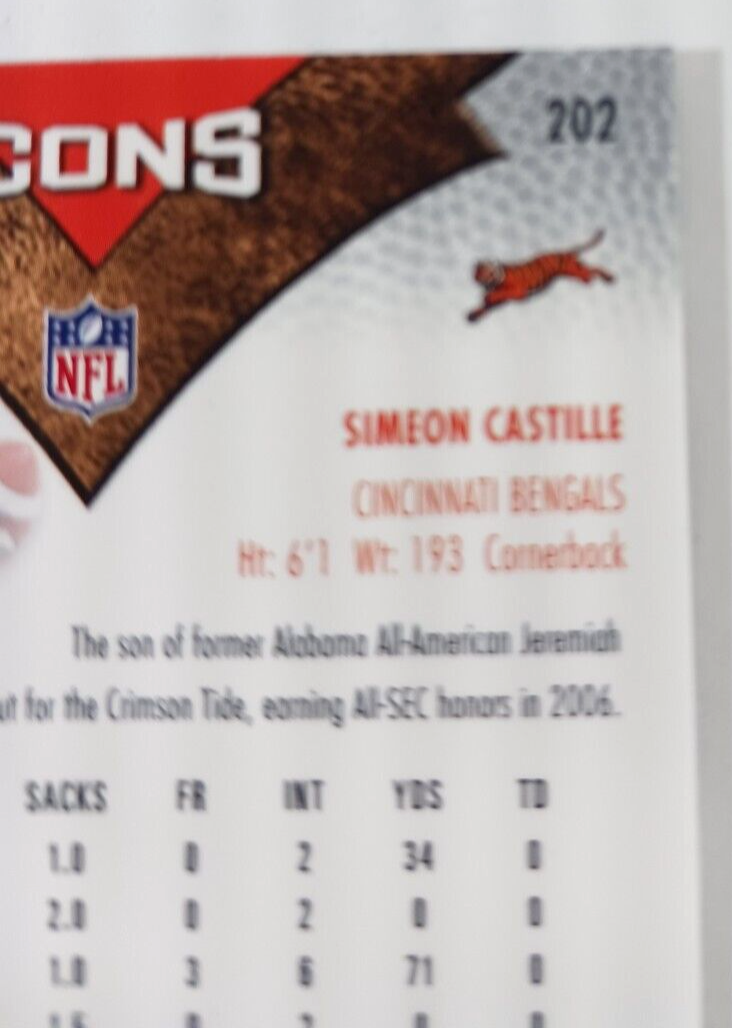 CONS
202
NFL
SIMEON CASTILLE
CINCINNATI BENGALS
Ht: 6'1 Wt: 193 Cornerback
The son of former Alabama All-American Jeremiah
ut for the Crimson Tide, earning All-SEC honors in 2006.
SACKS FR INT YDS TD
1.0 0 2 34 0
2.0 0 2 0 0
1.0 3 6 71 0